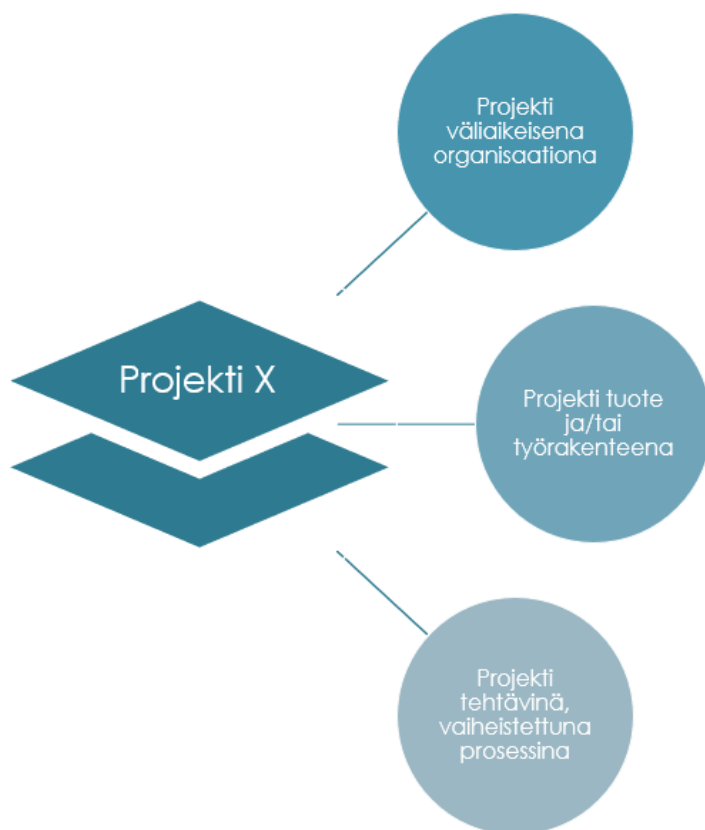 Projekti
väliaikeisena
organisaationa
Projekti X
Projekti tuote
ja/tai
työrakenteena
Projekti
tehtävinä,
vaiheistettuna
prosessina